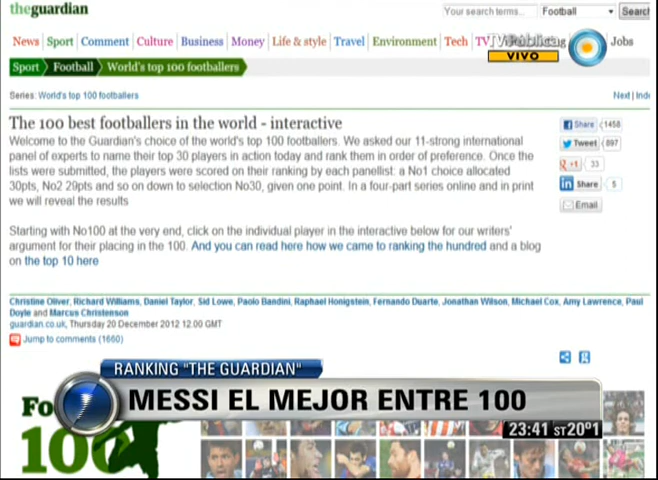 theguardian
Your search terms... Football Search
News Sport Comment Culture Business Money Life & style Travel Environment Tech TV Jobs
TV Pública
VIVO
Sport Football World's top 100 footballers
Series: World's top 100 footballers
Next | Inde
The 100 best footballers in the world - interactive
Welcome to the Guardian's choice of the world's top 100 footballers. We asked our 11-strong international
panel of experts to name their top 30 players in action today and rank them in order of preference. Once the
lists were submitted, the players were scored on their ranking by each panellist: a No1 choice allocated
30pts, No2 29pts and so on down to selection No30, given one point. In a four-part series online and in print
we will reveal the results
Share 1458
Tweet 897
+1 33
Share 5
Email
Starting with No100 at the very end, click on the individual player in the interactive below for our writers'
argument for their placing in the 100. And you can read here how we came to ranking the hundred and a blog
on the top 10 here
Christine Oliver, Richard Williams, Daniel Taylor, Sid Lowe, Paolo Bandini, Raphael Honigstein, Fernando Duarte, Jonathan Wilson, Michael Cox, Amy Lawrence, Paul
Doyle and Marcus Christenson
guardian.co.uk, Thursday 20 December 2012 12.00 GMT
Jump to comments (1660)
RANKING "THE GUARDIAN"
MESSI EL MEJOR ENTRE 100
23:41 ST20°1
Fo
100